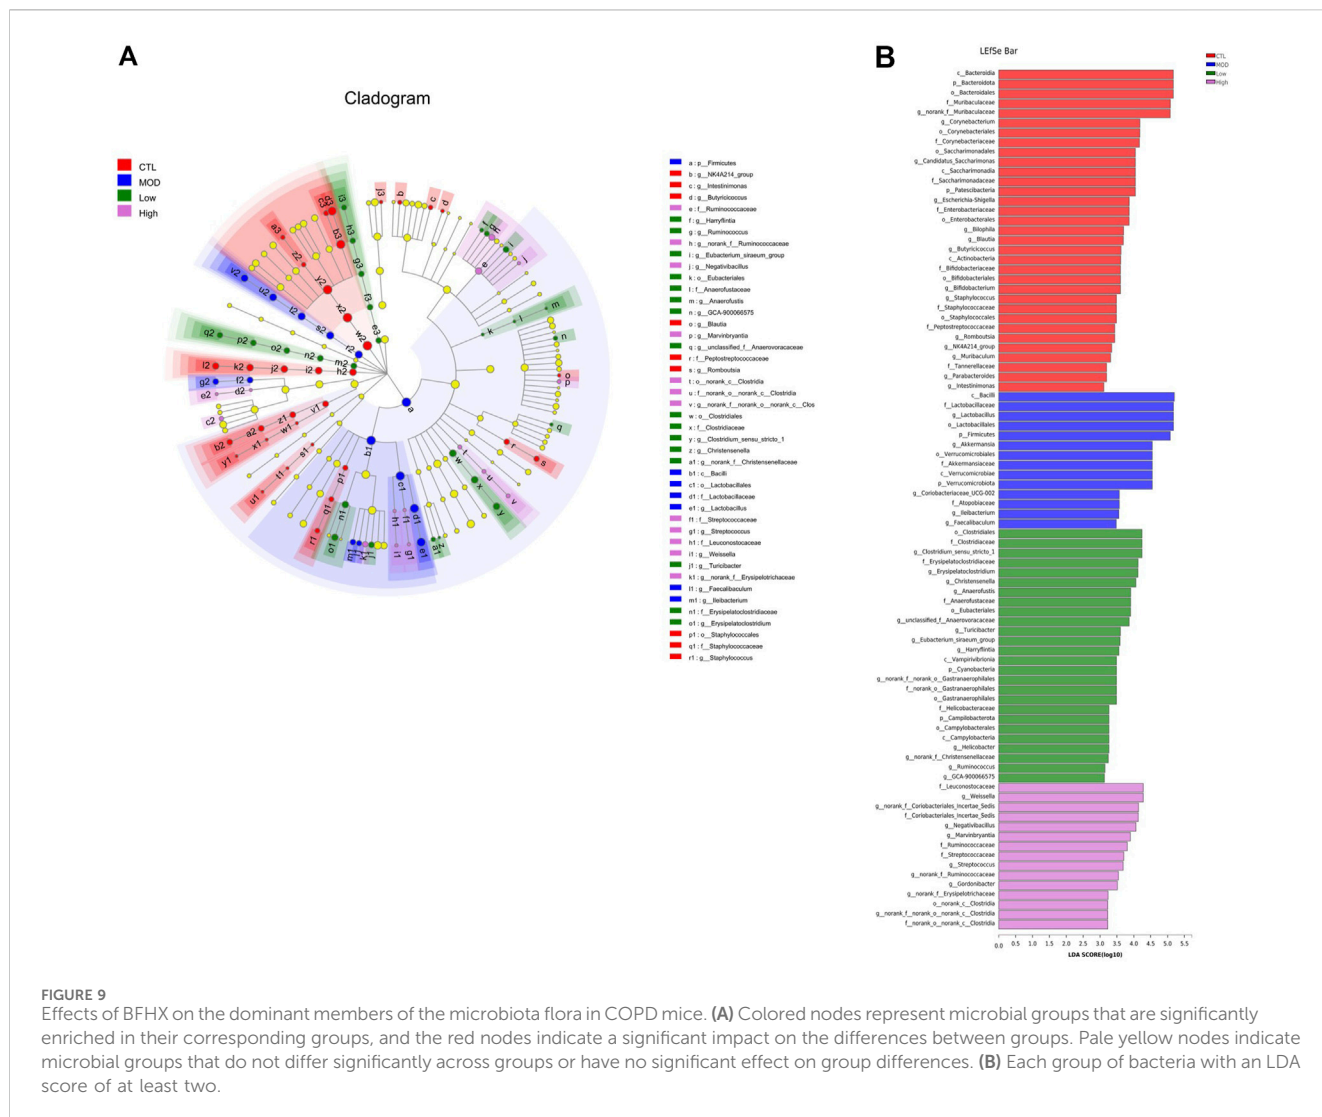 A
Cladogram
CTL
MOD
Low
High
a : p__Firmicutes
b : g__NK4A214_group
c : g__Intestinimonas
d : g__Butyricicoccus
e : f__Ruminococcaceae
f : g__Harryflintia
g : g__Ruminococcus
h : g__norank_f__Ruminococcaceae
i : g__Eubacterium_siraeum_group
j : g__Negativibacillus
k : o__Eubacteriales
l : f__Anaerofustaceae
m : g__Anaerofustis
n : g__GCA-900066575
o : g__Blautia
p : g__Marvinbryantia
q : g__unclassified_f__Anaerovoracaceae
r : f__Peptostreptococcaceae
s : g__Romboutsia
t : o__norank_c__Clostridia
u : f__norank_o__norank_c__Clostridia
v : g__norank_f__norank_o__norank_c__Clos
w : o__Clostridiales
x : f__Clostridiaceae
y : g__Clostridium_sensu_stricto_1
z : g__Christensenella
a1 : g__norank_f__Christensenellaceae
b1 : c__Bacilli
c1 : o__Lactobacillales
d1 : f__Lactobacillaceae
e1 : g__Lactobacillus
f1 : f__Streptococcaceae
g1 : g__Streptococcus
h1 : f__Leuconostocaceae
i1 : g__Weissella
j1 : g__Turicibacter
k1 : g__norank_f__Erysipelotrichaceae
l1 : g__Faecalibaculum
m1 : g__Ileibacterium
n1 : f__Erysipelatoclostridiaceae
o1 : g__Erysipelatoclostridium
p1 : o__Staphylococcales
q1 : f__Staphylococcaceae
r1 : g__Staphylococcus
B
LEfSe Bar
CTL
MOD
Low
High
c__Bacteroidia
p__Bacteroidota
o__Bacteroidales
f__Muribaculaceae
g__norank_f__Muribaculaceae
g__Corynebacterium
o__Corynebacteriales
f__Corynebacteriaceae
o__Saccharimonadales
g__Candidatus_Saccharimonas
c__Saccharimonadia
f__Saccharimonadaceae
p__Patescibacteria
g__Escherichia-Shigella
f__Enterobacteriaceae
o__Enterobacterales
g__Bilophila
g__Blautia
g__Butyricicoccus
c__Actinobacteria
f__Bifidobacteriaceae
o__Bifidobacteriales
g__Bifidobacterium
g__Staphylococcus
f__Staphylococcaceae
o__Staphylococcales
f__Peptostreptococcaceae
g__Romboutsia
g__NK4A214_group
g__Muribaculum
f__Tannerellaceae
g__Parabacteroides
g__Intestinimonas
c__Bacilli
f__Lactobacillaceae
g__Lactobacillus
o__Lactobacillales
p__Firmicutes
g__Akkermansia
o__Verrucomicrobiales
f__Akkermansiaceae
c__Verrucomicrobiae
p__Verrucomicrobiota
g__Coriobacteriaceae_UCG-002
f__Atopobiaceae
g__Ileibacterium
g__Faecalibaculum
o__Clostridiales
f__Clostridiaceae
g__Clostridium_sensu_stricto_1
f__Erysipelatoclostridiaceae
g__Erysipelatoclostridium
g__Christensenella
g__Anaerofustis
f__Anaerofustaceae
o__Eubacteriales
g__unclassified_f__Anaerovoracaceae
g__Turicibacter
g__Eubacterium_siraeum_group
g__Harryflintia
c__Vampirivibrionia
p__Cyanobacteria
g__norank_f__norank_o__Gastranaerophilales
f__norank_o__Gastranaerophilales
o__Gastranaerophilales
f__Helicobacteraceae
p__Campilobacterota
o__Campylobacterales
c__Campylobacteria
g__Helicobacter
g__norank_f__Christensenellaceae
g__Ruminococcus
g__GCA-900066575
f__Leuconostocaceae
g__Weissella
g__norank_f__Coriobacteriales_Incertae_Sedis
f__Coriobacteriales_Incertae_Sedis
g__Negativibacillus
g__Marvinbryantia
f__Ruminococcaceae
f__Streptococcaceae
g__Streptococcus
g__norank_f__Ruminococcaceae
g__Gordonibacter
g__norank_f__Erysipelotrichaceae
o__norank_c__Clostridia
g__norank_f__norank_o__norank_c__Clostridia
f__norank_o__norank_c__Clostridia
0.0 0.5 1.0 1.5 2.0 2.5 3.0 3.5 4.0 4.5 5.0 5.5
LDA SCORE(log10)
FIGURE 9
Effects of BFHX on the dominant members of the microbiota flora in COPD mice. (A) Colored nodes represent microbial groups that are significantly
enriched in their corresponding groups, and the red nodes indicate a significant impact on the differences between groups. Pale yellow nodes indicate
microbial groups that do not differ significantly across groups or have no significant effect on group differences. (B) Each group of bacteria with an LDA
score of at least two.